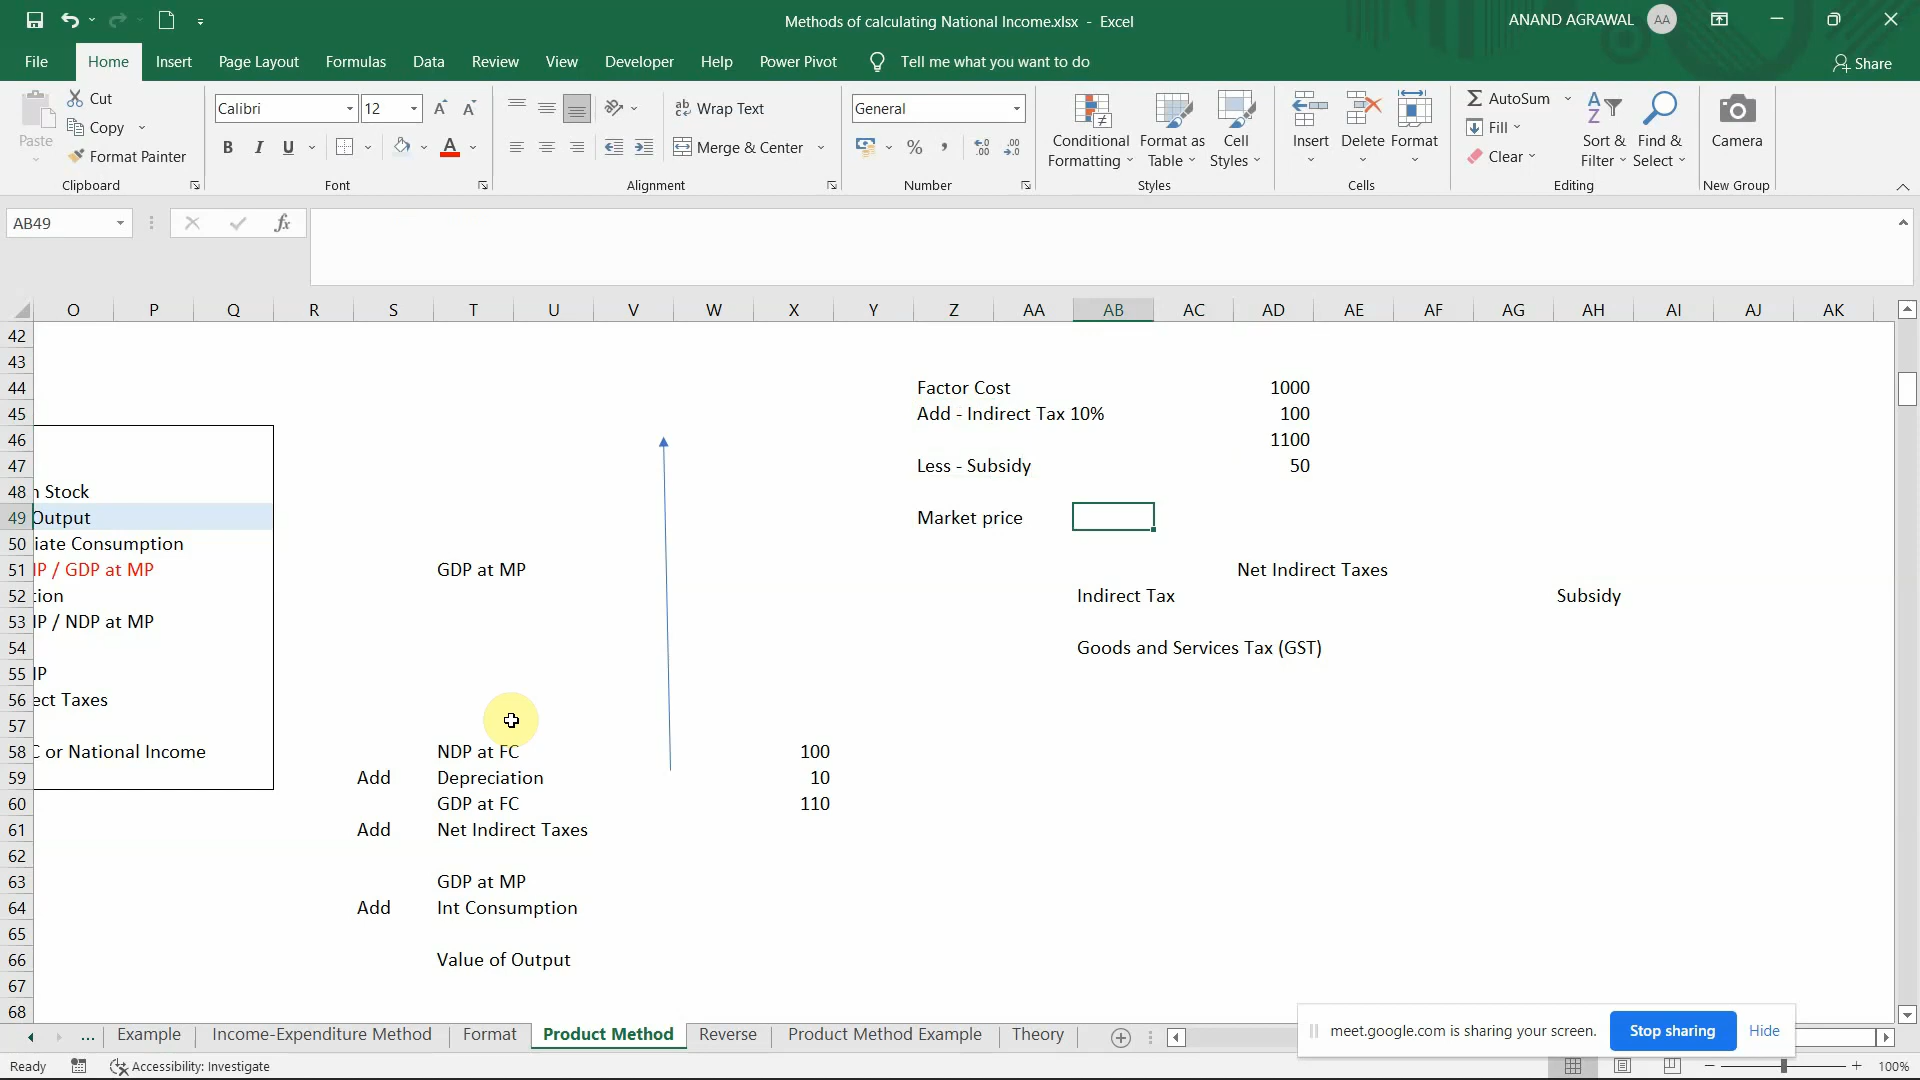 Methods of calculating National Income.xlsx - Excel
ANAND AGRAWAL AA
File Home Insert Page Layout Formulas Data Review View Developer Help Power Pivot Tell me what you want to do Share
Paste Cut Copy Format Painter
Calibri 12
B I U
Wrap Text
Merge & Center
General
% ,
Conditional Formatting
Format as Table
Cell Styles
Insert Delete Format
AutoSum
Fill
Clear
Sort & Filter
Find & Select
Camera
Clipboard Font Alignment Number Styles Cells Editing New Group
AB49 fx
O P Q R S T U V W X Y Z AA AB AC AD AE AF AG AH AI AJ AK
42
43
44 Factor Cost 1000
45 Add - Indirect Tax 10% 100
46 1100
47 Less - Subsidy 50
48 n Stock
49 Output Market price
50 iate Consumption
51 IP / GDP at MP GDP at MP Net Indirect Taxes
52 tion Indirect Tax Subsidy
53 IP / NDP at MP
54 Goods and Services Tax (GST)
55 IP
56 ect Taxes
57
58 C or National Income NDP at FC 100
59 Add Depreciation 10
60 GDP at FC 110
61 Add Net Indirect Taxes
62
63 GDP at MP
64 Add Int Consumption
65
66 Value of Output
67
68
... Example Income-Expenditure Method Format Product Method Reverse Product Method Example Theory
meet.google.com is sharing your screen. Stop sharing Hide
Ready Accessibility: Investigate 100%